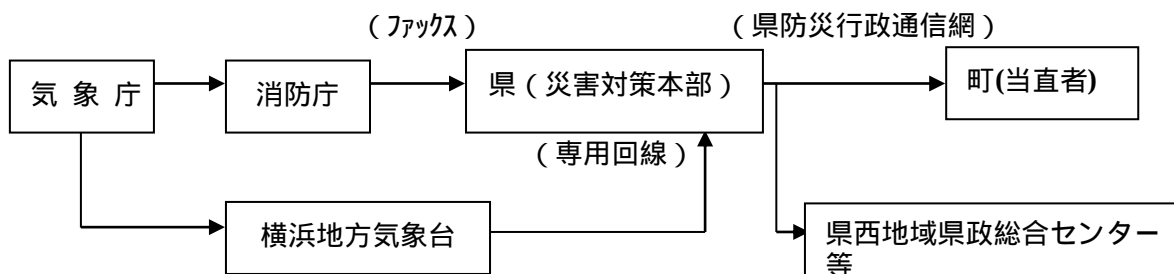 （ﾌｧｯｸｽ）
（県防災行政通信網）
気 象 庁
消防庁
県（災害対策本部）
町(当直者)
（専用回線）
横浜地方気象台
県西地域県政総合センター
等